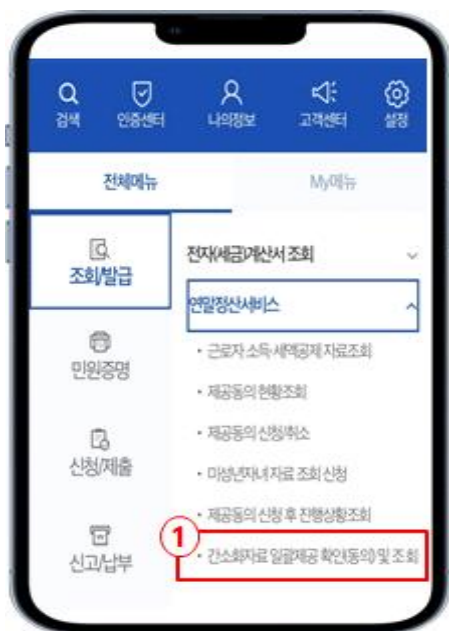 검색 인증센터 나의정보 고객센터 설정
전체메뉴 My메뉴
조회/발급
민원증명
신청/제출
신고/납부
전자(세금)계산서 조회
연말정산서비스
• 근로자 소득·세액공제 자료조회
• 제공동의 현황조회
• 제공동의 신청/취소
• 미성년자녀 자료 조회 신청
• 제공동의 신청 후 진행상황조회
1
• 간소화자료 일괄제공 확인(동의) 및 조회